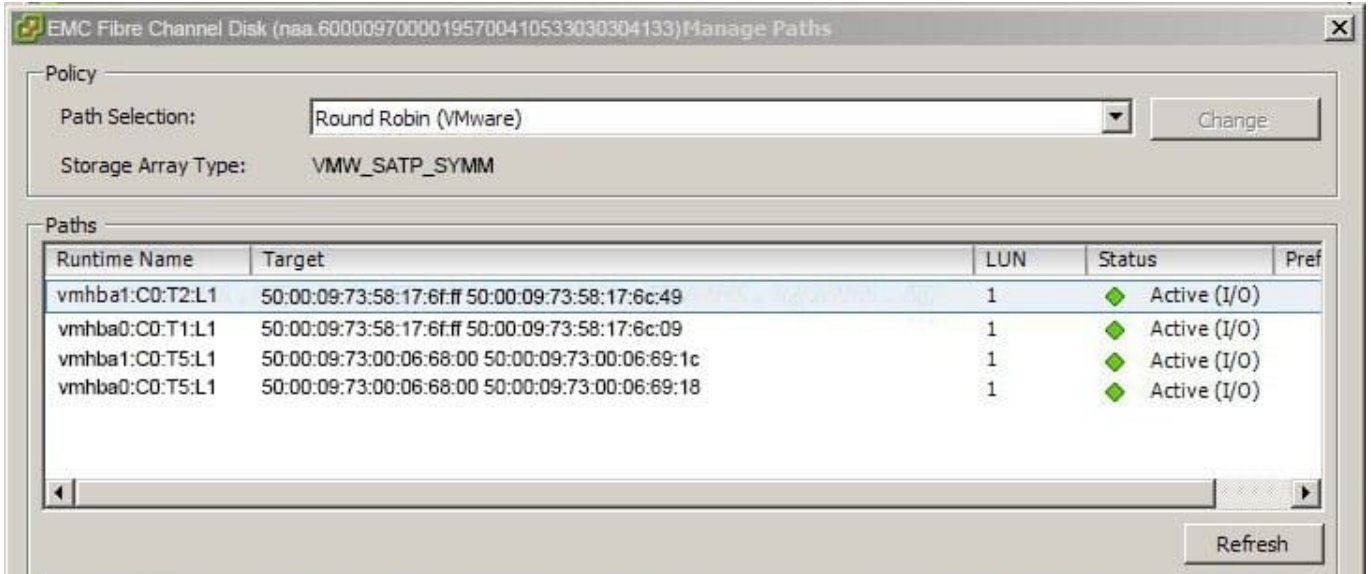 EMC Fibre Channel Disk (naa.60000970000195700410533030304133)Manage Paths
Policy
Path Selection: Round Robin (VMware) Change
Storage Array Type: VMW_SATP_SYMM
Paths
Runtime Name Target LUN Status Pref
vmhba1:C0:T2:L1 50:00:09:73:58:17:6f:ff 50:00:09:73:58:17:6c:49 1 Active (I/O)
vmhba0:C0:T1:L1 50:00:09:73:58:17:6f:ff 50:00:09:73:58:17:6c:09 1 Active (I/O)
vmhba1:C0:T5:L1 50:00:09:73:00:06:68:00 50:00:09:73:00:06:69:1c 1 Active (I/O)
vmhba0:C0:T5:L1 50:00:09:73:00:06:68:00 50:00:09:73:00:06:69:18 1 Active (I/O)
Refresh